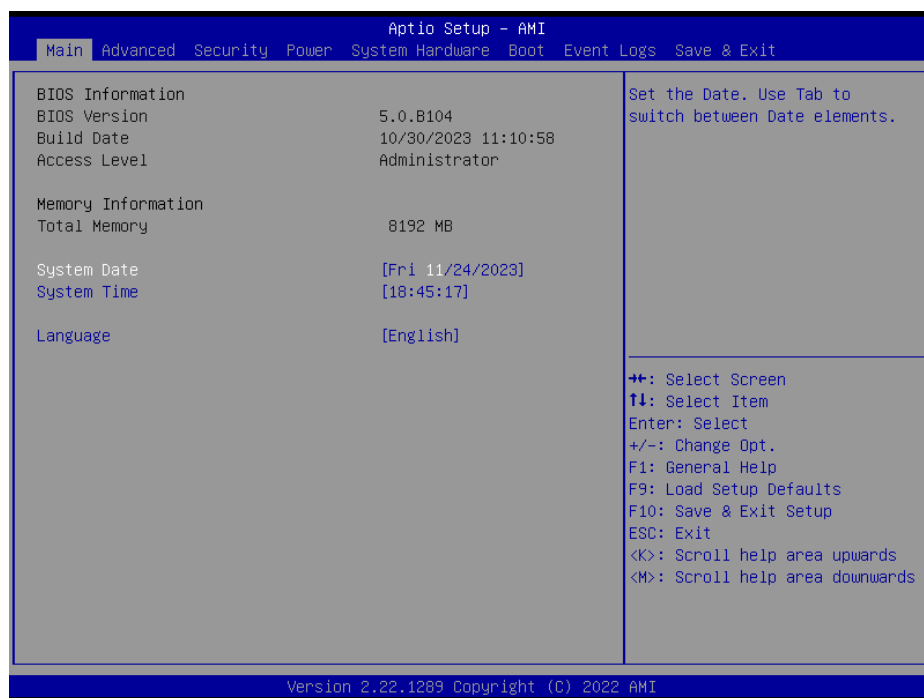 Aptio Setup - AMI
Main Advanced Security Power System Hardware Boot Event Logs Save & Exit
BIOS Information
BIOS Version 5.0.B104
Build Date 10/30/2023 11:10:58
Access Level Administrator
Memory Information
Total Memory 8192 MB
System Date [Fri 11/24/2023]
System Time [18:45:17]
Language [English]
Set the Date. Use Tab to
switch between Date elements.
→←: Select Screen
↑↓: Select Item
Enter: Select
+/-: Change Opt.
F1: General Help
F9: Load Setup Defaults
F10: Save & Exit Setup
ESC: Exit
<K>: Scroll help area upwards
<M>: Scroll help area downwards
Version 2.22.1289 Copyright (C) 2022 AMI